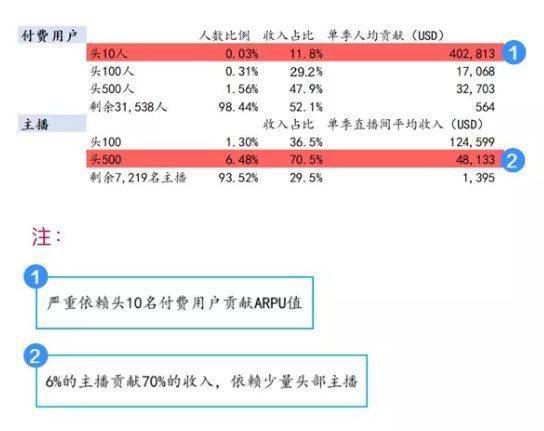 付费用户 人数比例 收入占比 单季人均贡献（USD）
头10人 0.03% 11.8% 402,813 1
头100人 0.31% 29.2% 17,068
头500人 1.56% 47.9% 32,703
剩余31,538人 98.44% 52.1% 564
主播 收入占比 单季直播间平均收入（USD）
头100 1.30% 36.5% 124,599
头500 6.48% 70.5% 48,133 2
剩余7,219名主播 93.52% 29.5% 1,395
注：
1
严重依赖头10名付费用户贡献ARPU值
2
6%的主播贡献70%的收入，依赖少量头部主播